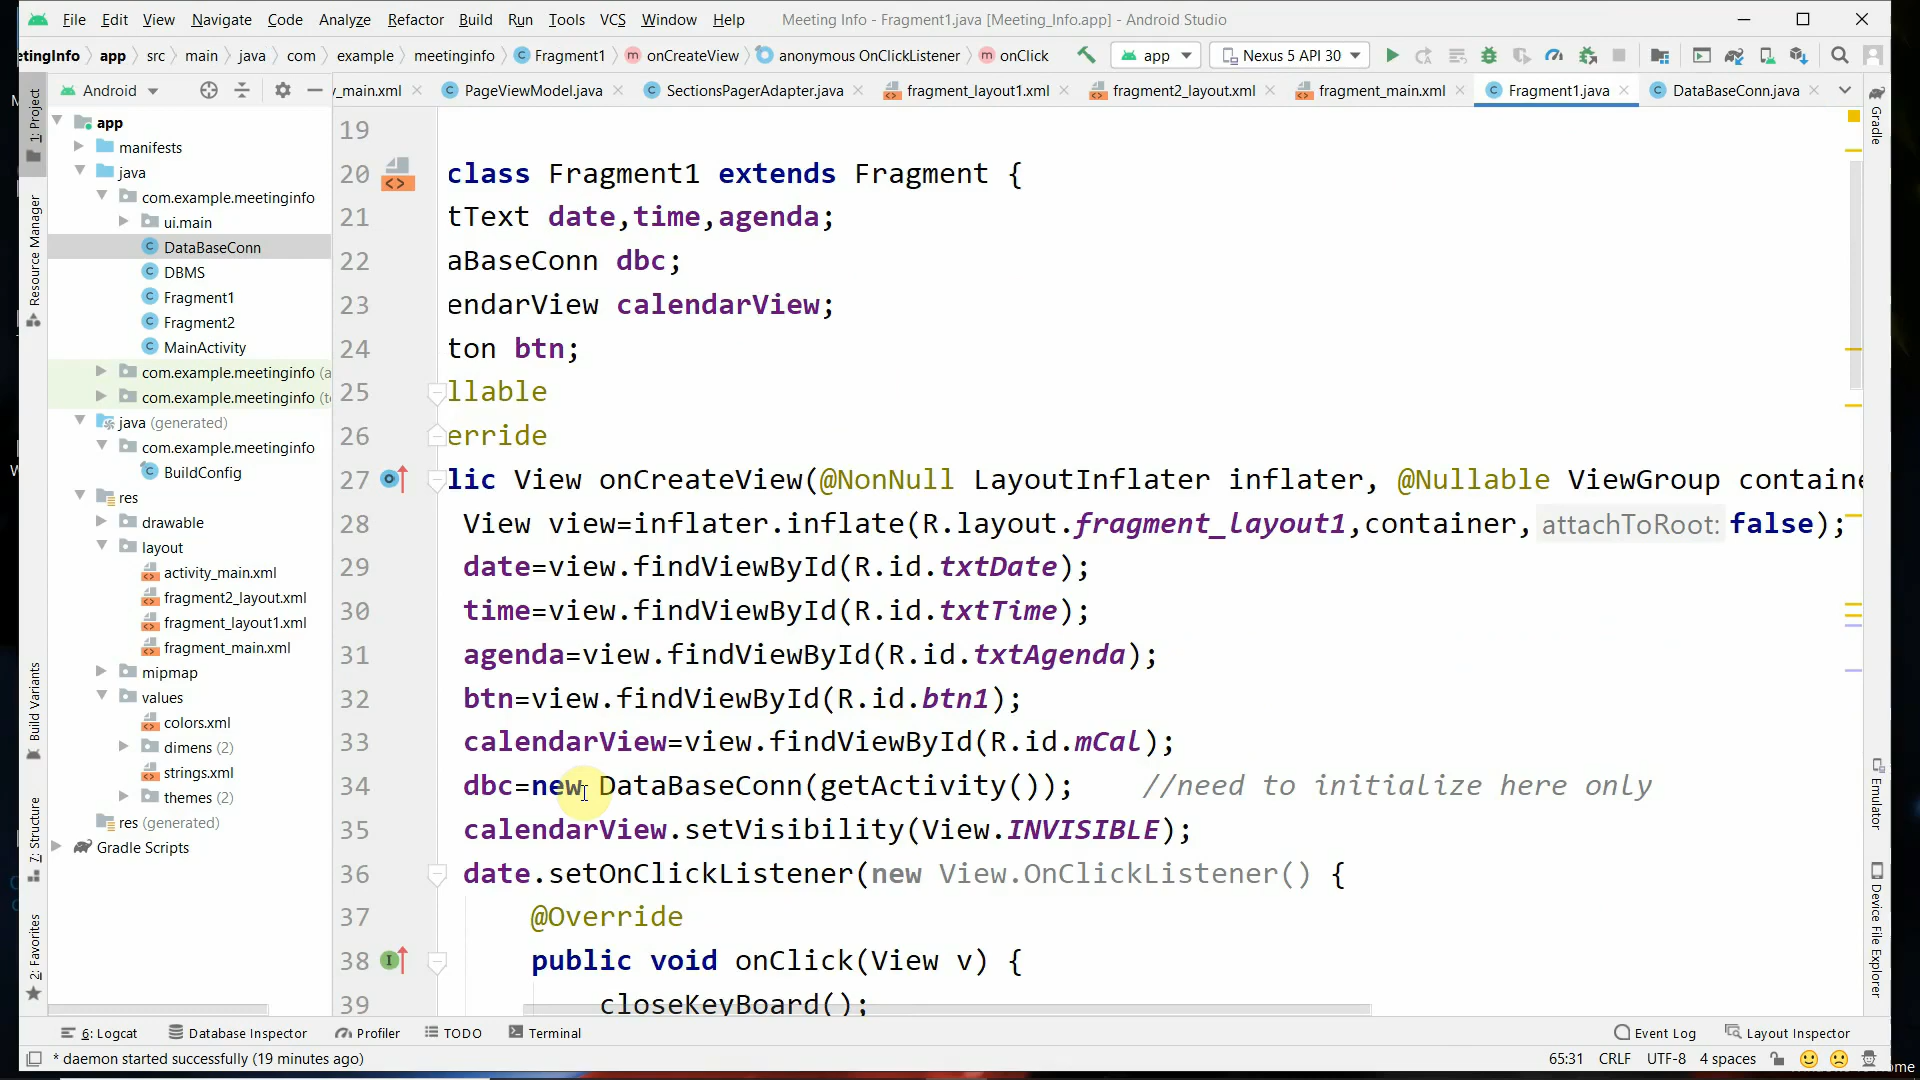 File Edit View Navigate Code Analyze Refactor Build Run Tools VCS Window Help Meeting Info - Fragment1.java [Meeting_Info.app] - Android Studio
etingInfo app src main java com example meetinginfo Fragment1 onCreateView anonymous OnClickListener onClick app Nexus 5 API 30
Android y_main.xml PageViewModel.java SectionsPagerAdapter.java fragment_layout1.xml fragment2_layout.xml fragment_main.xml Fragment1.java DataBaseConn.java
1: Project
Resource Manager
Build Variants
7: Structure
2: Favorites
app
manifests
java
com.example.meetinginfo
ui.main
DataBaseConn
DBMS
Fragment1
Fragment2
MainActivity
com.example.meetinginfo (a
com.example.meetinginfo (t
java (generated)
com.example.meetinginfo
BuildConfig
res
drawable
layout
activity_main.xml
fragment2_layout.xml
fragment_layout1.xml
fragment_main.xml
mipmap
values
colors.xml
dimens (2)
strings.xml
themes (2)
res (generated)
Gradle Scripts
19
20 class Fragment1 extends Fragment {
21 tText date,time,agenda;
22 aBaseConn dbc;
23 endarView calendarView;
24 ton btn;
25 llable
26 erride
27 lic View onCreateView(@NonNull LayoutInflater inflater, @Nullable ViewGroup containe
28 View view=inflater.inflate(R.layout.fragment_layout1,container, attachToRoot: false);
29 date=view.findViewById(R.id.txtDate);
30 time=view.findViewById(R.id.txtTime);
31 agenda=view.findViewById(R.id.txtAgenda);
32 btn=view.findViewById(R.id.btn1);
33 calendarView=view.findViewById(R.id.mCal);
34 dbc=new DataBaseConn(getActivity()); //need to initialize here only
35 calendarView.setVisibility(View.INVISIBLE);
36 date.setOnClickListener(new View.OnClickListener() {
37 @Override
38 public void onClick(View v) {
39 closeKeyBoard();
Gradle
Emulator
Device File Explorer
6: Logcat Database Inspector Profiler TODO Terminal Event Log Layout Inspector
* daemon started successfully (19 minutes ago) 65:31 CRLF UTF-8 4 spaces